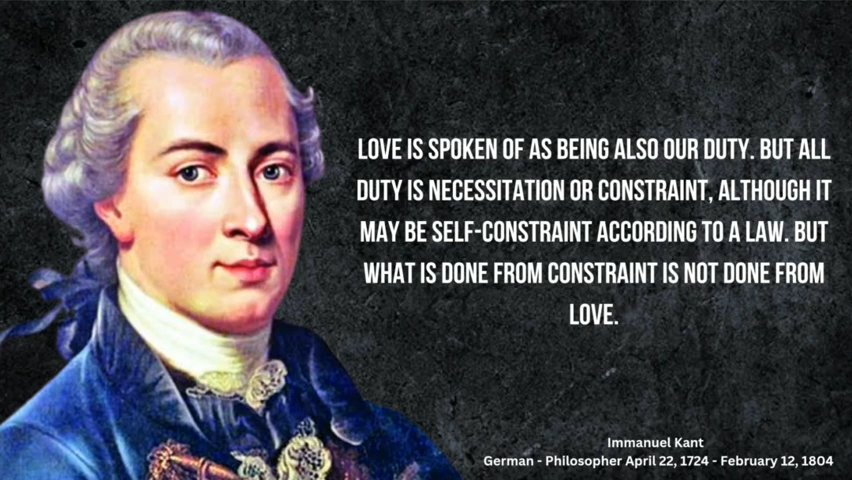 LOVE IS SPOKEN OF AS BEING ALSO OUR DUTY. BUT ALL
DUTY IS NECESSITATION OR CONSTRAINT, ALTHOUGH IT
MAY BE SELF-CONSTRAINT ACCORDING TO A LAW. BUT
WHAT IS DONE FROM CONSTRAINT IS NOT DONE FROM
LOVE.
Immanuel Kant
German - Philosopher April 22, 1724 - February 12, 1804